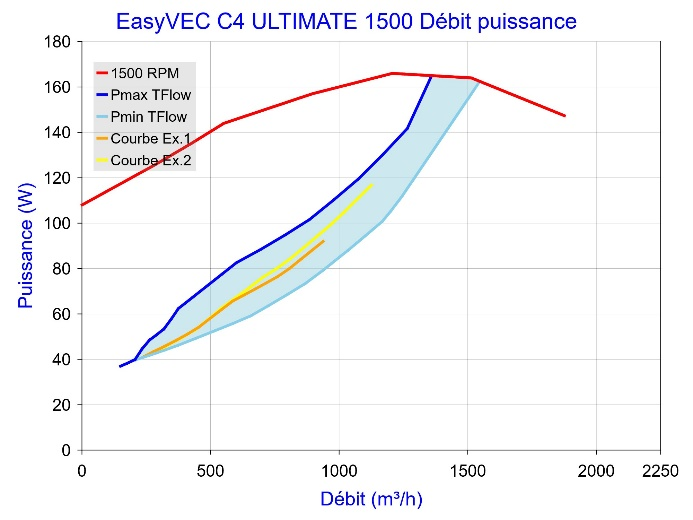 EasyVEC C4 ULTIMATE 1500 Débit puissance
180
160
140
120
100
80
60
40
20
0
Puissance (W)
1500 RPM
Pmax TFlow
Pmin TFlow
Courbe Ex.1
Courbe Ex.2
0 500 1000 1500 2000 2250
Débit (m³/h)